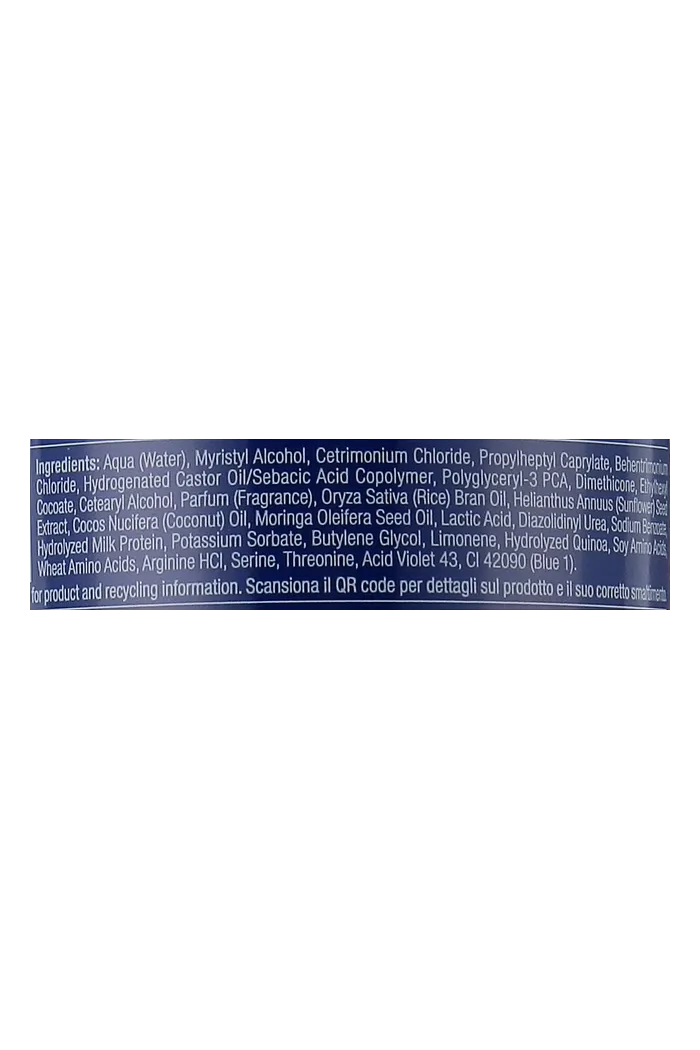 Ingredients: Aqua (Water), Myristyl Alcohol, Cetrimonium Chloride, Propylheptyl Caprylate, Behentrimonium
Chloride, Hydrogenated Castor Oil/Sebacic Acid Copolymer, Polyglyceryl-3 PCA, Dimethicone, Ethylhexyl
Cocoate, Cetearyl Alcohol, Parfum (Fragrance), Oryza Sativa (Rice) Bran Oil, Helianthus Annuus (Sunflower) Seed
Extract, Cocos Nucifera (Coconut) Oil, Moringa Oleifera Seed Oil, Lactic Acid, Diazolidinyl Urea, Sodium Benzoate,
Hydrolyzed Milk Protein, Potassium Sorbate, Butylene Glycol, Limonene, Hydrolyzed Quinoa, Soy Amino Acids,
Wheat Amino Acids, Arginine HCl, Serine, Threonine, Acid Violet 43, CI 42090 (Blue 1).
for product and recycling information. Scansiona il QR code per dettagli sul prodotto e il suo corretto smaltimento.